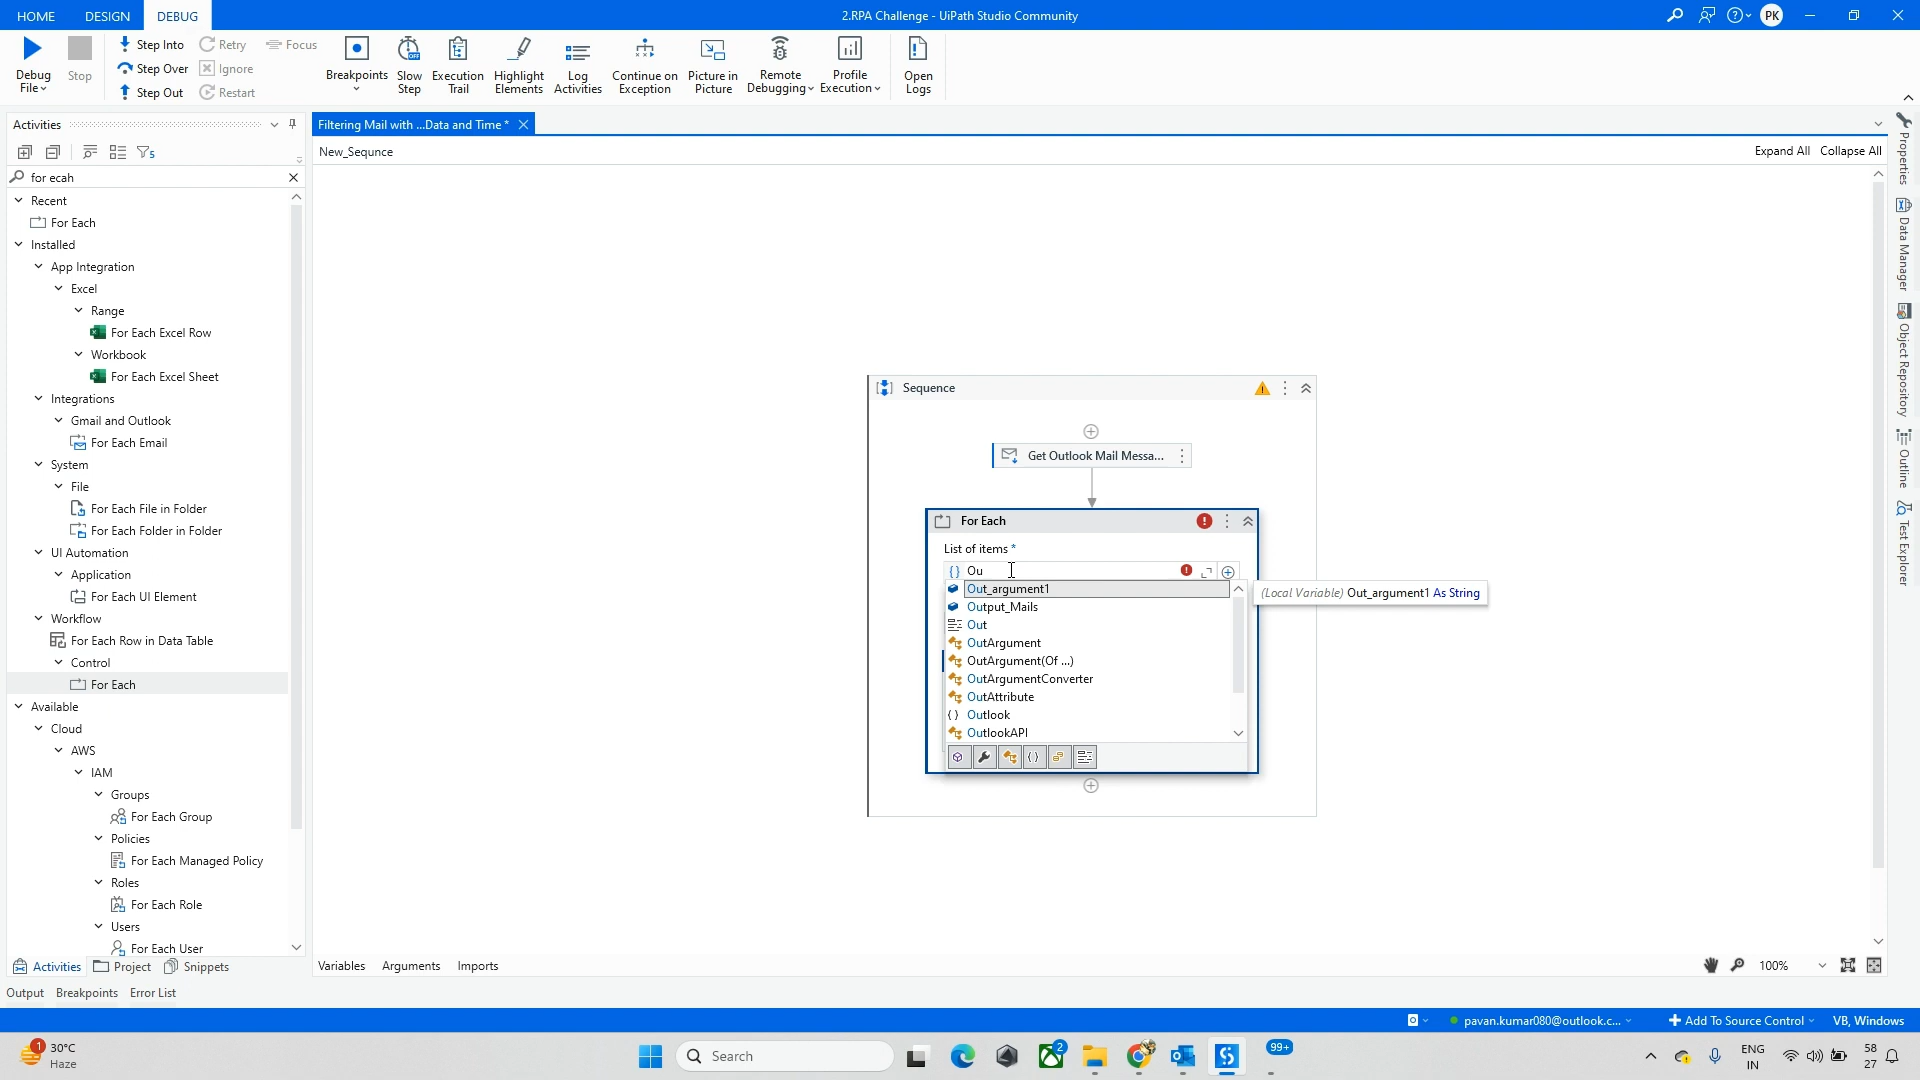 HOME DESIGN DEBUG
2.RPA Challenge - UiPath Studio Community
PK
Debug File
Stop
Step Into
Step Over
Step Out
Retry
Ignore
Restart
Focus
Breakpoints
Slow Step
Execution Trail
Highlight Elements
Log Activities
Continue on Exception
Picture in Picture
Remote Debugging
Profile Execution
Open Logs
Activities
5
for ecah
Recent
For Each
Installed
App Integration
Excel
Range
For Each Excel Row
Workbook
For Each Excel Sheet
Integrations
Gmail and Outlook
For Each Email
System
File
For Each File in Folder
For Each Folder in Folder
UI Automation
Application
For Each UI Element
Workflow
For Each Row in Data Table
Control
For Each
Available
Cloud
AWS
IAM
Groups
For Each Group
Policies
For Each Managed Policy
Roles
For Each Role
Users
For Each User
Activities Project Snippets
Filtering Mail with ...Data and Time *
New_Sequnce
Expand All Collapse All
Sequence
Get Outlook Mail Messa...
For Each
List of items *
Ou
Out_argument1
Output_Mails
Out
OutArgument
OutArgument(Of ...)
OutArgumentConverter
OutAttribute
Outlook
OutlookAPI
(Local Variable) Out_argument1 As String
Properties
Data Manager
Object Repository
Outline
Test Explorer
Variables Arguments Imports
100%
Output Breakpoints Error List
pavan.kumar080@outlook.c...
Add To Source Control
VB, Windows
1
30°C
Haze
Search
2
99+
ENG
IN
58
27